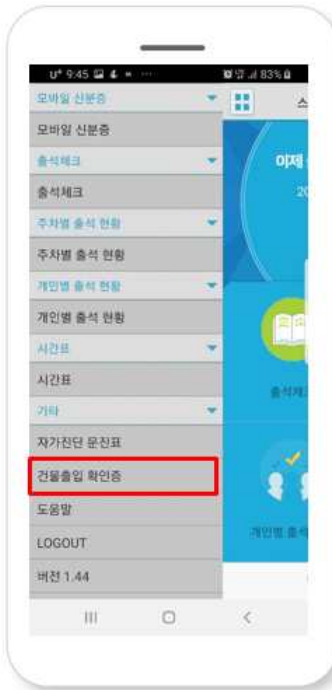 U⁺ 9:45
83%
모바일 신분증
모바일 신분증
출석체크
출석체크
주차별 출석 현황
주차별 출석 현황
개인별 출석 현황
개인별 출석 현황
시간표
시간표
기타
자가진단 문진표
건물출입 확인증
도움말
LOGOUT
버전 1.44
스
이제
20
출석체
개인별 출석